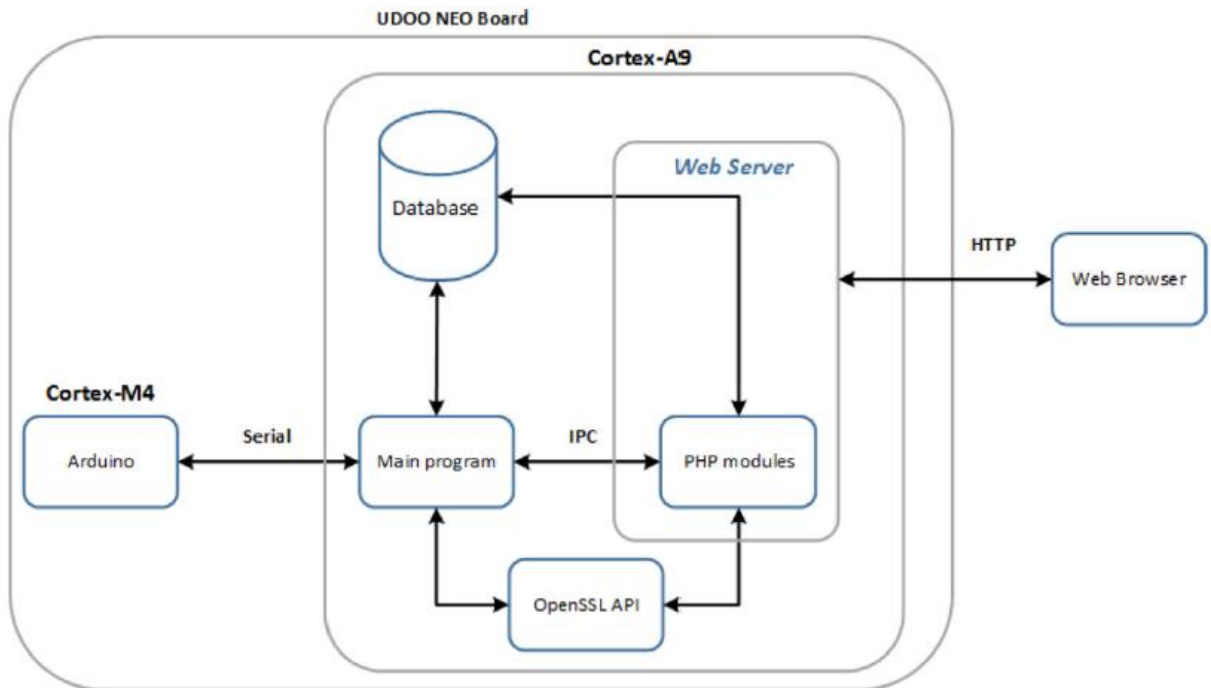 UDOO NEO Board
Cortex-A9
Web Server
Database
HTTP
Web Browser
Cortex-M4
Serial
IPC
Arduino
Main program
PHP modules
OpenSSL API